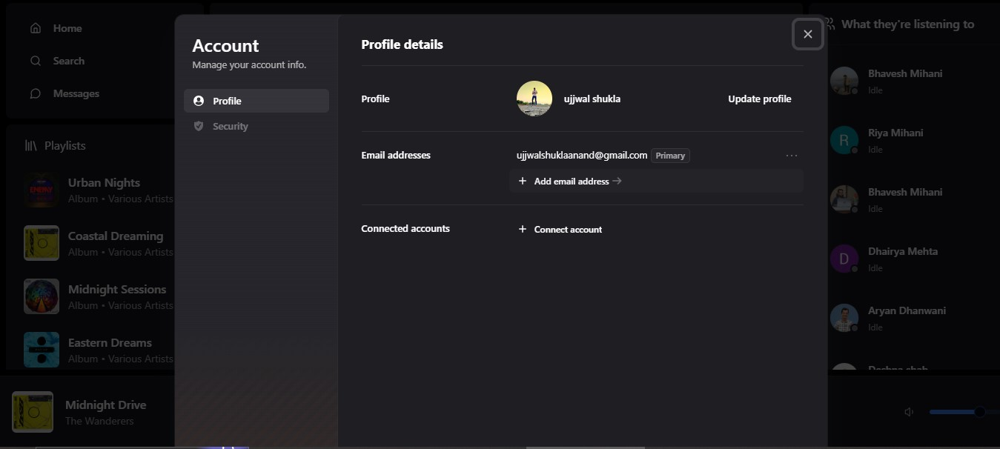 Home
Search
Messages
Playlists
Urban Nights
Album • Various Artists
Coastal Dreaming
Album • Various Artists
Midnight Sessions
Album • Various Artists
Eastern Dreams
Album • Various Artists
Midnight Drive
The Wanderers
Account
Manage your account info.
Profile
Security
Profile details
Profile
ujjwal shukla
Update profile
Email addresses
ujjwalshuklaanand@gmail.com Primary
Add email address
Connected accounts
Connect account
What they're listening to
Bhavesh Mihani
Idle
R
Riya Mihani
Idle
Bhavesh Mihani
Idle
D
Dhairya Mehta
Idle
Aryan Dhanwani
Idle